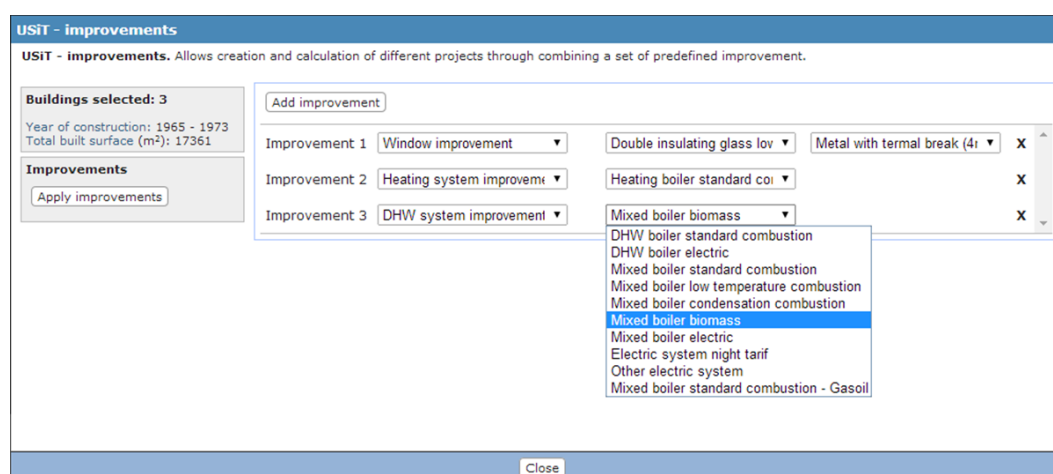 USiT - improvements
USiT - improvements. Allows creation and calculation of different projects through combining a set of predefined improvement.
Buildings selected: 3
Year of construction: 1965 - 1973
Total built surface (m²): 17361
Improvements
Apply improvements
Add improvement
Improvement 1 Window improvement Double insulating glass lov Metal with termal break (4r X
Improvement 2 Heating system improveme Heating boiler standard cor X
Improvement 3 DHW system improvement Mixed boiler biomass X
DHW boiler standard combustion
DHW boiler electric
Mixed boiler standard combustion
Mixed boiler low temperature combustion
Mixed boiler condensation combustion
Mixed boiler biomass
Mixed boiler electric
Electric system night tarif
Other electric system
Mixed boiler standard combustion - Gasoil
Close